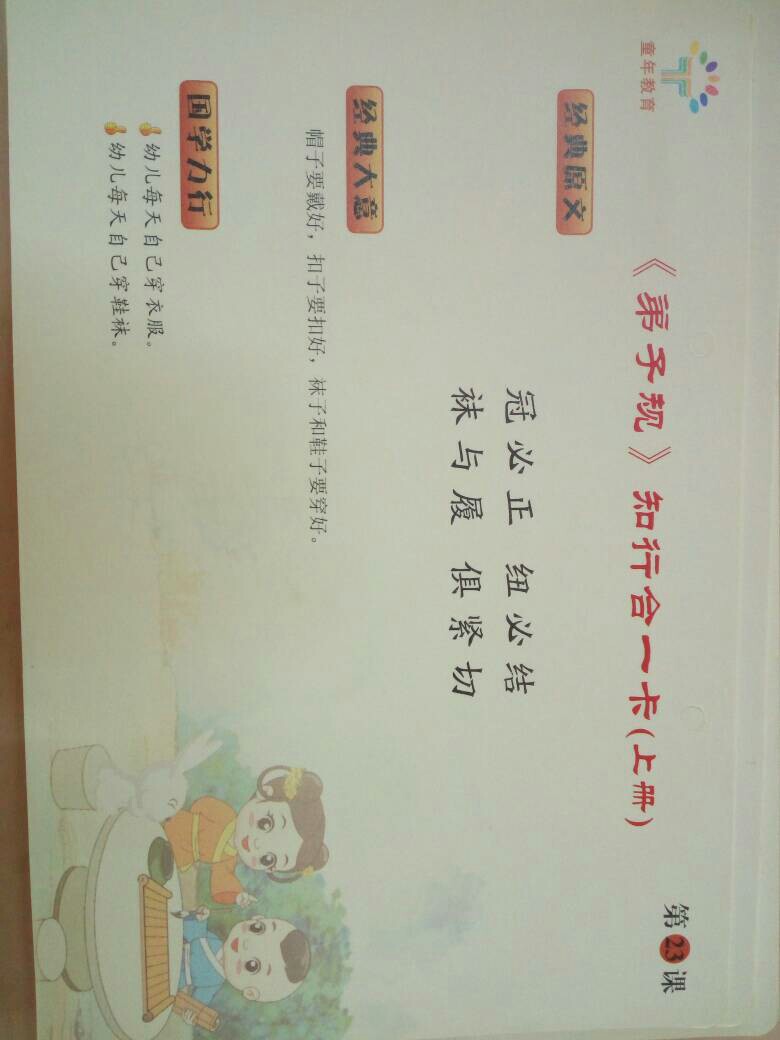 童年教育
《弟子规》知行合一卡(上册)
第23课
经典原文
冠必正 纽必结
袜与履 俱紧切
经典大意
帽子要戴好，扣子要扣好，袜子和鞋子要穿好。
国学力行
幼儿每天自己穿衣服。
幼儿每天自己穿鞋袜。